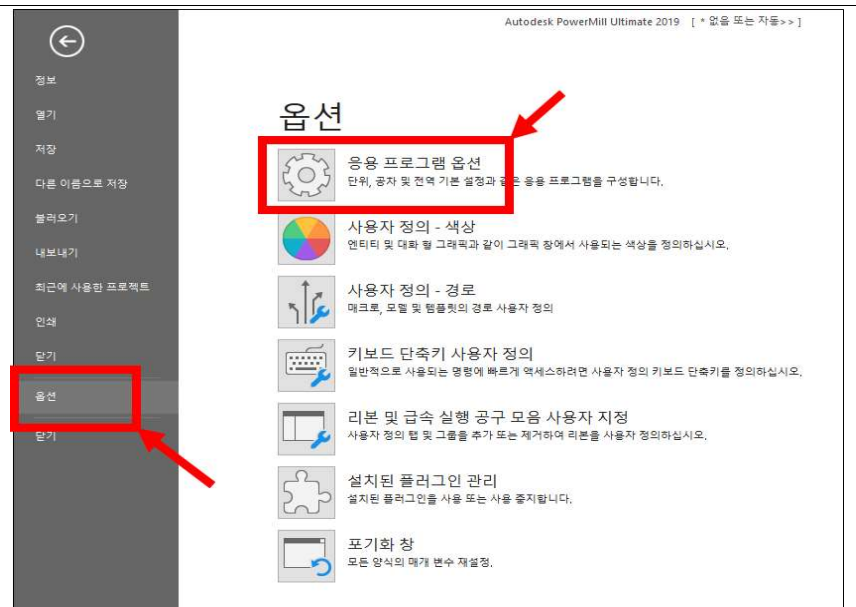 Autodesk PowerMill Ultimate 2019 [ * 없음 또는 자동>> ]
정보
열기
저장
다른 이름으로 저장
불러오기
내보내기
최근에 사용한 프로젝트
인쇄
닫기
옵션
닫기
옵션
응용 프로그램 옵션
단위, 공차 및 전역 기본 설정과 같은 응용 프로그램을 구성합니다.
사용자 정의 - 색상
엔티티 및 대화 형 그래픽과 같이 그래픽 창에서 사용되는 색상을 정의하십시오.
사용자 정의 - 경로
매크로, 모델 및 템플릿의 경로 사용자 정의
키보드 단축키 사용자 정의
일반적으로 사용되는 명령에 빠르게 액세스하려면 사용자 정의 키보드 단축키를 정의하십시오.
리본 및 급속 실행 공구 모음 사용자 지정
사용자 정의 탭 및 그룹을 추가 또는 제거하여 리본을 사용자 정의하십시오.
설치된 플러그인 관리
설치된 플러그인을 사용 또는 사용 중지합니다.
포기화 창
모든 양식의 매개 변수 재설정.